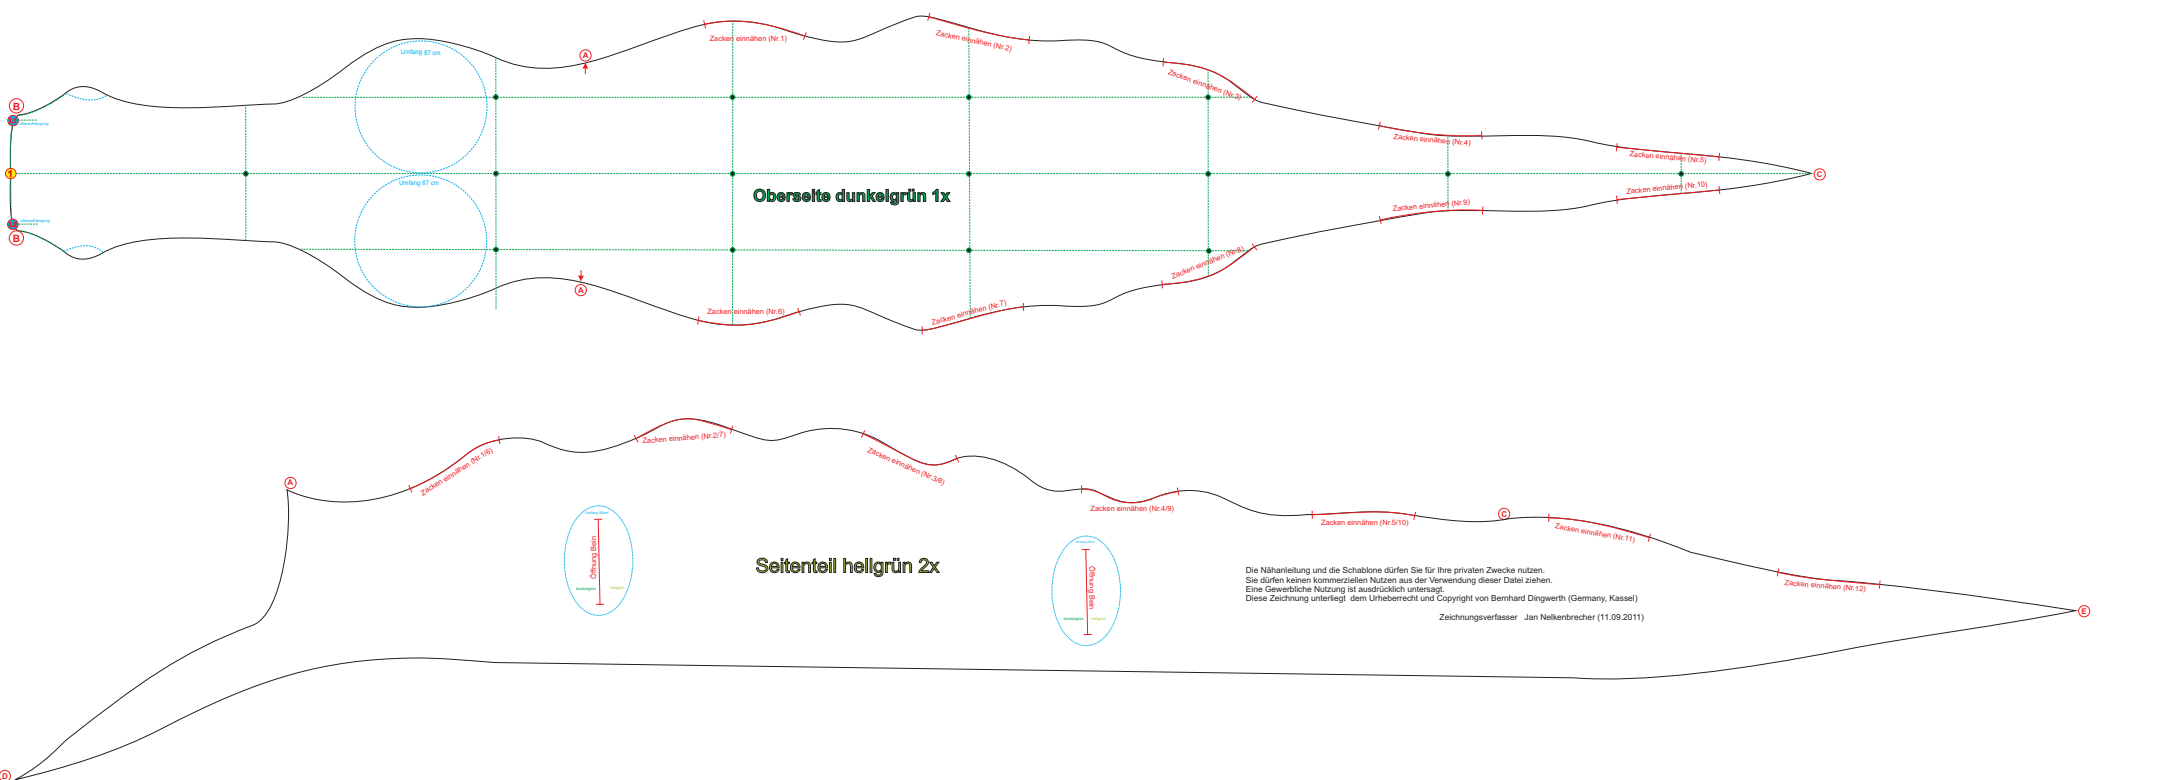 Umfang 87 cm
A
Zacken einnähen (Nr.1)
Zacken einnähen (Nr.2)
Zacken einnähen (Nr.3)
B
Zacken einnähen (Nr.4)
Zacken einnähen (Nr.5)
1
C
Umfang 87 cm
Oberseite dunkelgrün 1x
Zacken einnähen (Nr.10)
Zacken einnähen (Nr.9)
B
Zacken einnähen (Nr.8)
A
Zacken einnähen (Nr.6)
Zacken einnähen (Nr.7)
Zacken einnähen (Nr.1/6)
Zacken einnähen (Nr.2/7)
Zacken einnähen (Nr.3/8)
A
Zacken einnähen (Nr.4/9)
Zacken einnähen (Nr.5/10)
C
Zacken einnähen (Nr.11)
Öffnung Bein
dunkelgrün
hellgrün
Seitenteil hellgrün 2x
Öffnung Bein
dunkelgrün
hellgrün
Zacken einnähen (Nr.12)
Die Nähanleitung und die Schablone dürfen Sie für Ihre privaten Zwecke nutzen.
Sie dürfen keinen kommerziellen Nutzen aus der Verwendung dieser Datei ziehen.
Eine Gewerbliche Nutzung ist ausdrücklich untersagt.
Diese Zeichnung unterliegt dem Urheberrecht und Copyright von Bernhard Dingwerth (Germany, Kassel)
Zeichnungsverfasser Jan Nelkenbrecher (11.09.2011)
E
D